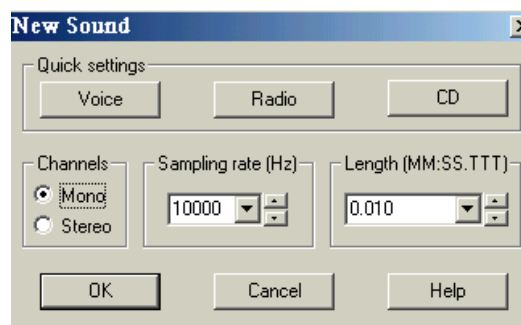 New Sound
Quick settings
Voice Radio CD
Channels Sampling rate (Hz) Length (MM:SS.TTT)
Mono 10000 0.010
Stereo
OK Cancel Help